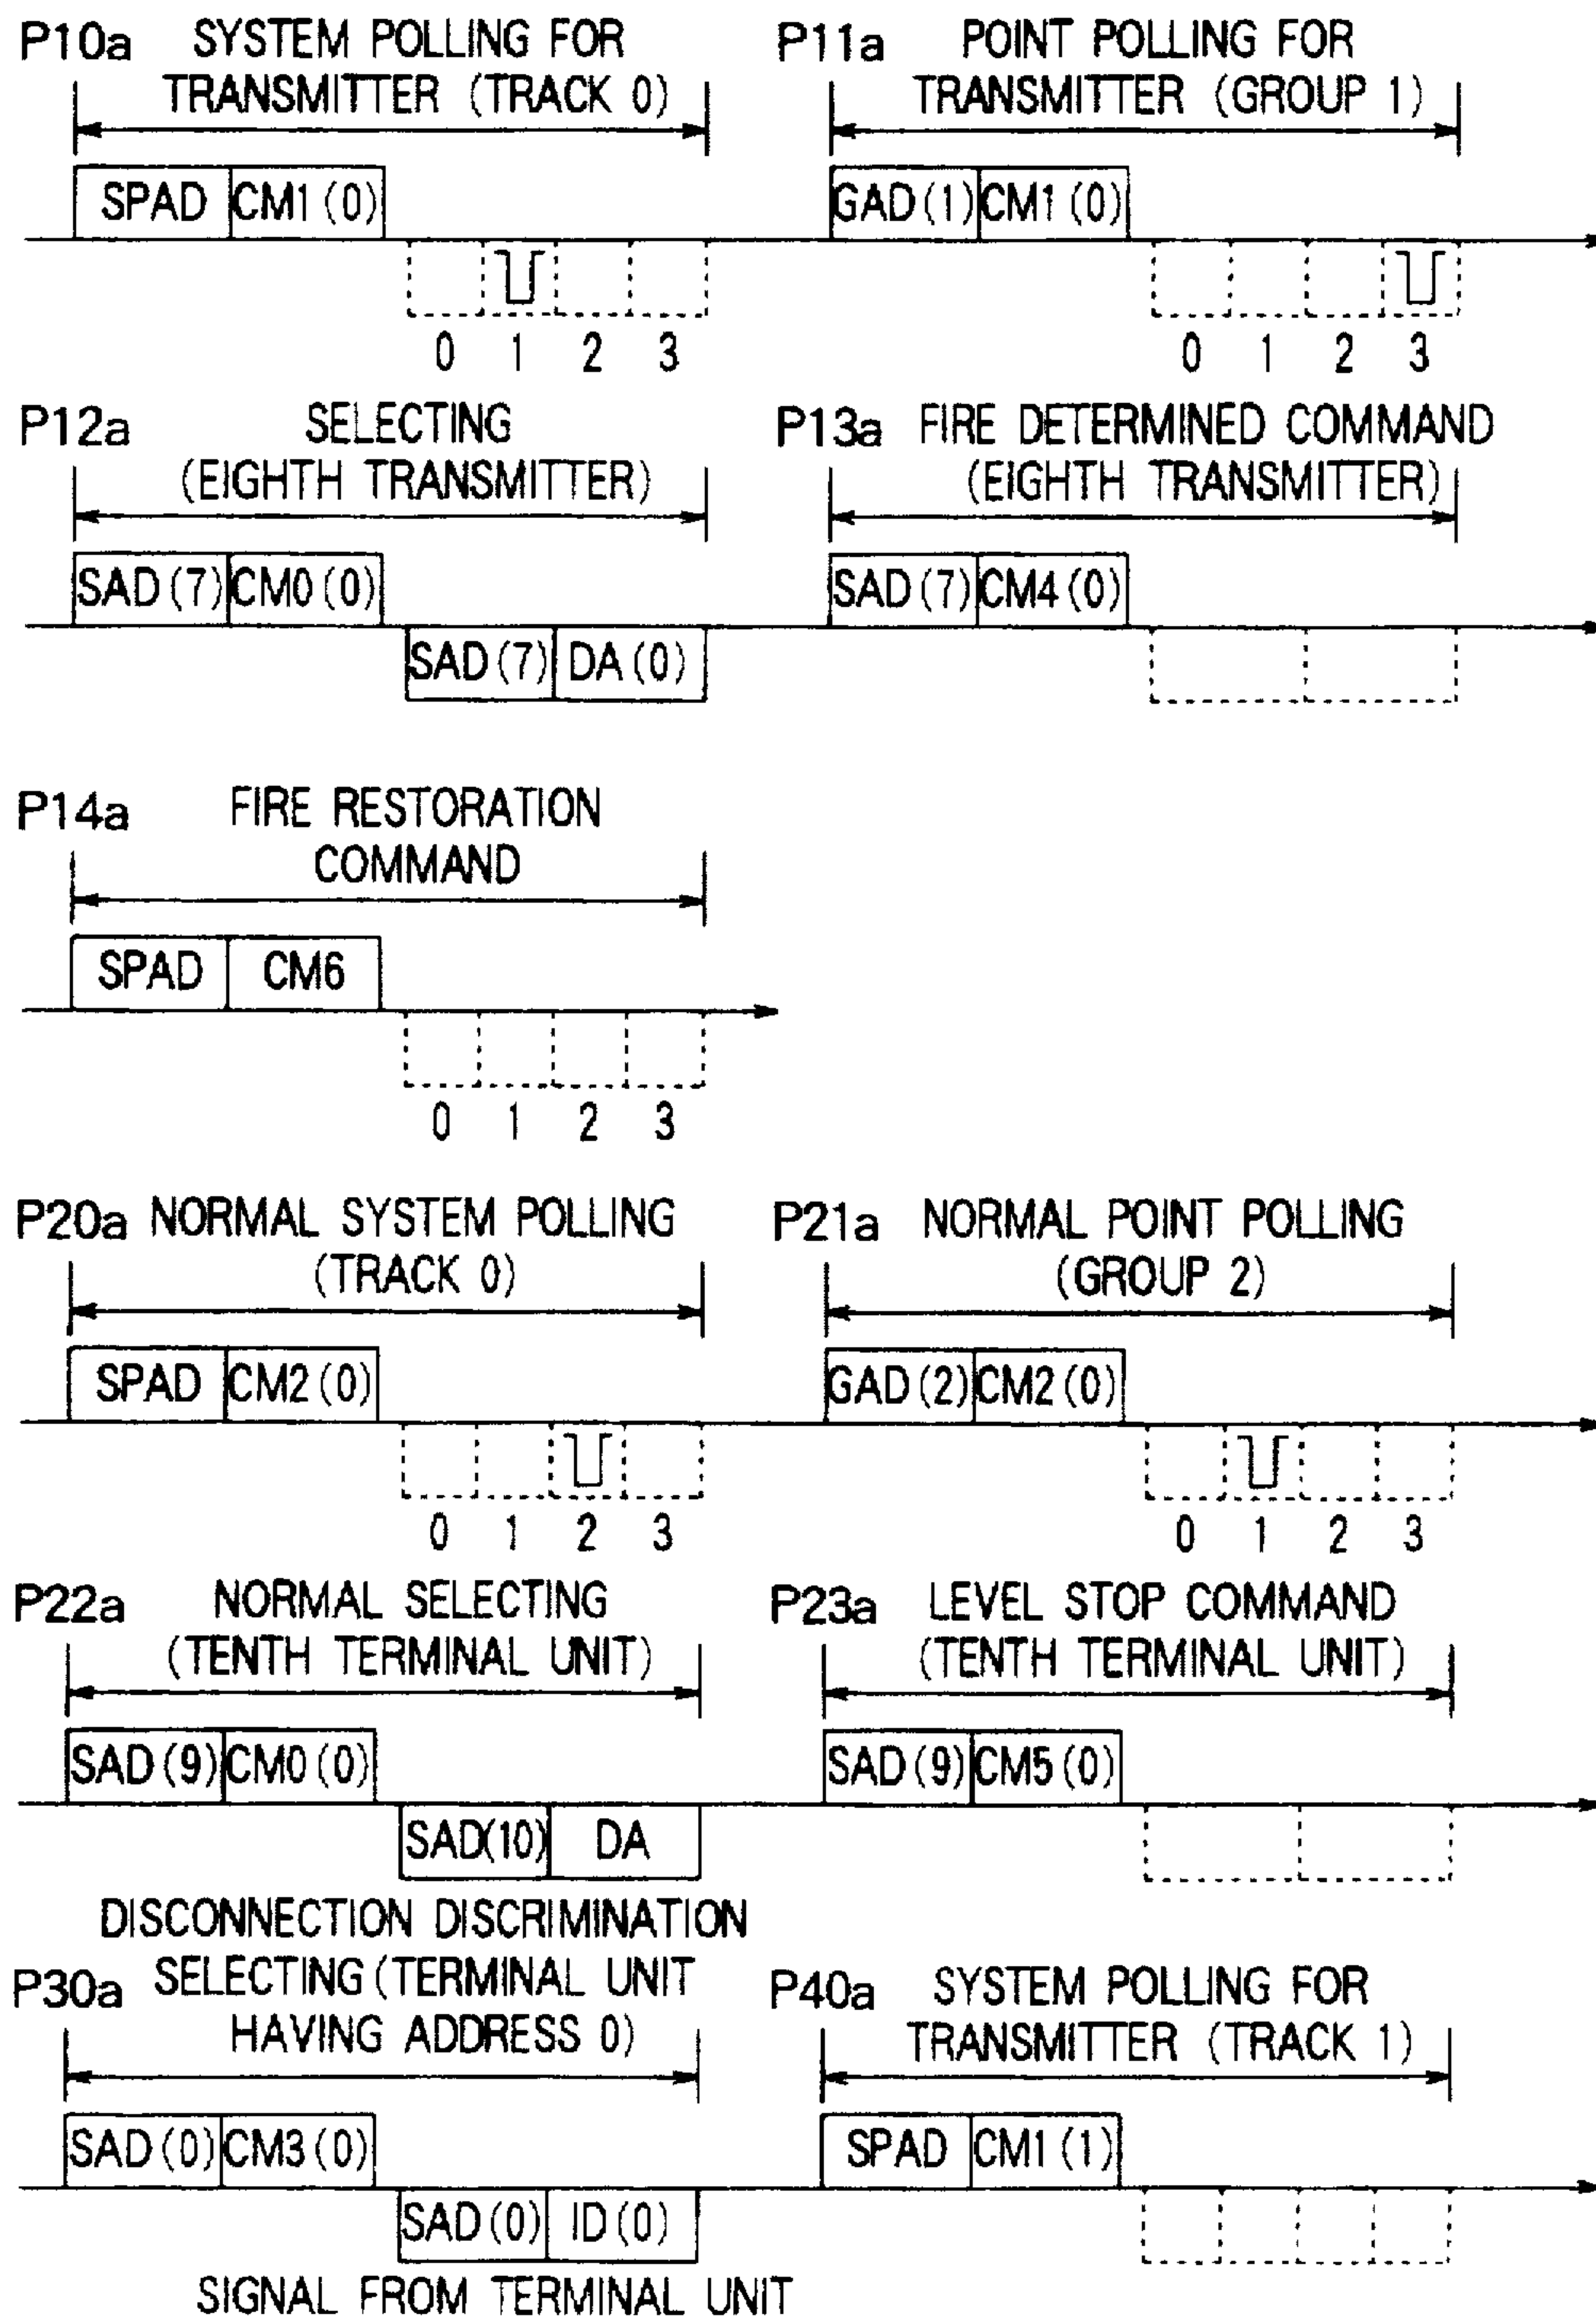 P10a SYSTEM POLLING FOR TRANSMITTER (TRACK 0)
SPAD CM1(0)
0 1 2 3
P11a POINT POLLING FOR TRANSMITTER (GROUP 1)
GAD(1) CM1(0)
0 1 2 3
P12a SELECTING (EIGHTH TRANSMITTER)
SAD(7) CM0(0)
SAD(7) DA(0)
P13a FIRE DETERMINED COMMAND (EIGHTH TRANSMITTER)
SAD(7) CM4(0)
P14a FIRE RESTORATION COMMAND
SPAD CM6
0 1 2 3
P20a NORMAL SYSTEM POLLING (TRACK 0)
SPAD CM2(0)
0 1 2 3
P21a NORMAL POINT POLLING (GROUP 2)
GAD(2) CM2(0)
0 1 2 3
P22a NORMAL SELECTING (TENTH TERMINAL UNIT)
SAD(9) CM0(0)
SAD(10) DA
P23a LEVEL STOP COMMAND (TENTH TERMINAL UNIT)
SAD(9) CM5(0)
DISCONNECTION DISCRIMINATION
P30a SELECTING (TERMINAL UNIT HAVING ADDRESS 0)
SAD(0) CM3(0)
SAD(0) ID(0)
SIGNAL FROM TERMINAL UNIT
P40a SYSTEM POLLING FOR TRANSMITTER (TRACK 1)
SPAD CM1(1)